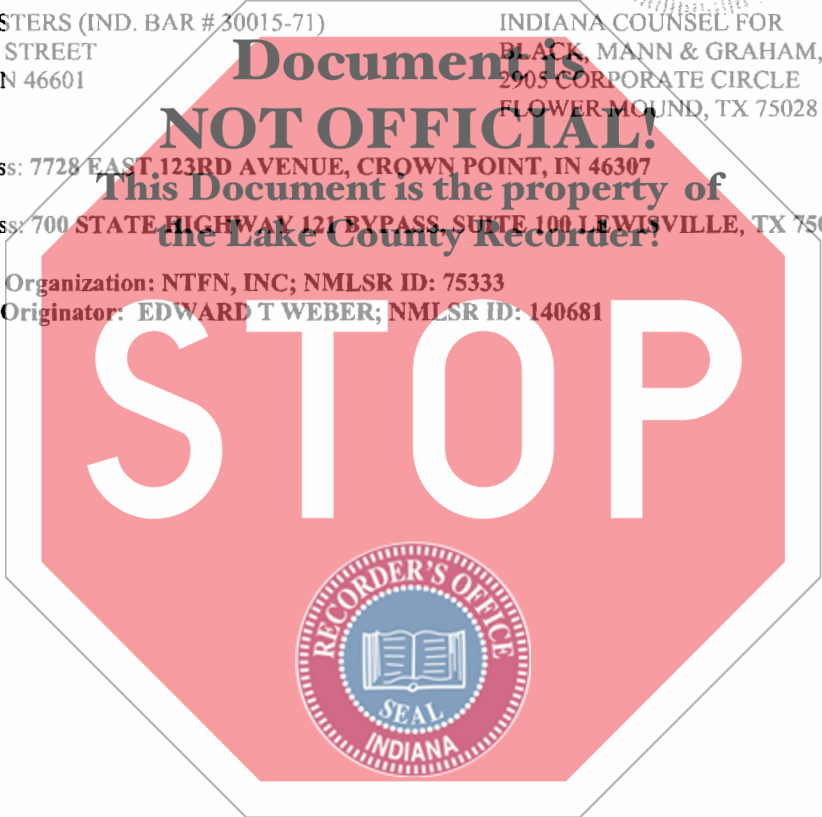 STERS (IND. BAR # 30015-71) INDIANA COUNSEL FOR
STREET BLACK, MANN & GRAHAM,
N 46601 2905 CORPORATE CIRCLE
FLOWER MOUND, TX 75028
Document is
NOT OFFICIAL!
ss: 7728 EAST 123RD AVENUE, CROWN POINT, IN 46307
This Document is the property of
ss: 700 STATE HIGHWAY 121 BYPASS, SUITE 100 LEWISVILLE, TX 750
the Lake County Recorder!
Organization: NTFN, INC; NMLSR ID: 75333
Originator: EDWARD T WEBER; NMLSR ID: 140681
STOP
RECORDER'S OFFICE
SEAL
INDIANA